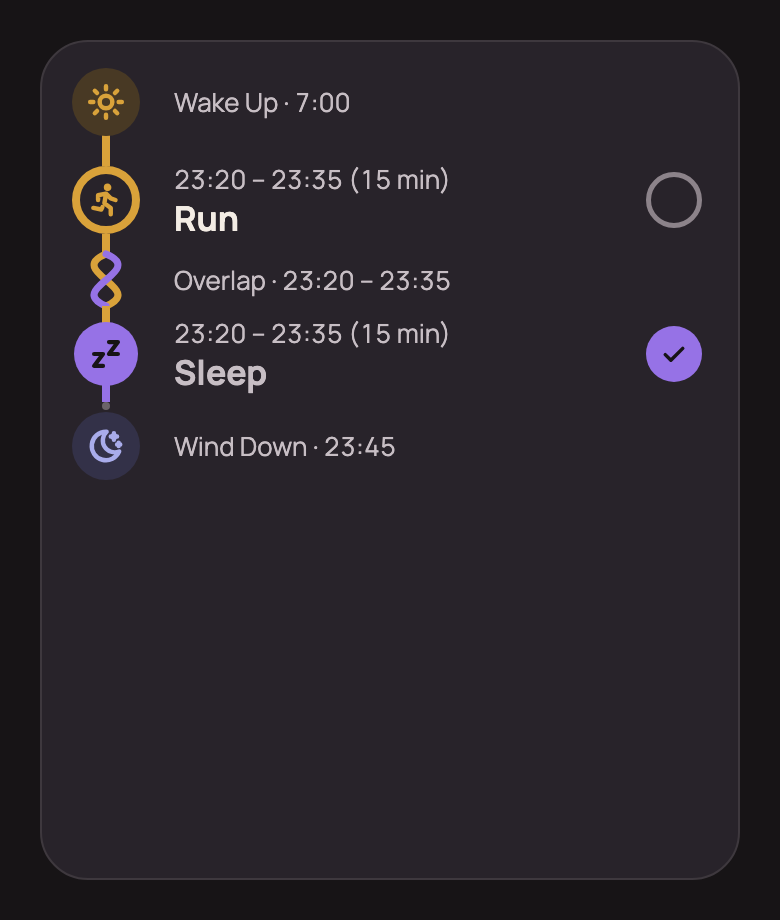 Wake Up · 7:00
23:20 – 23:35 (15 min)
Run
Overlap · 23:20 – 23:35
23:20 – 23:35 (15 min)
zz
Sleep
Wind Down · 23:45